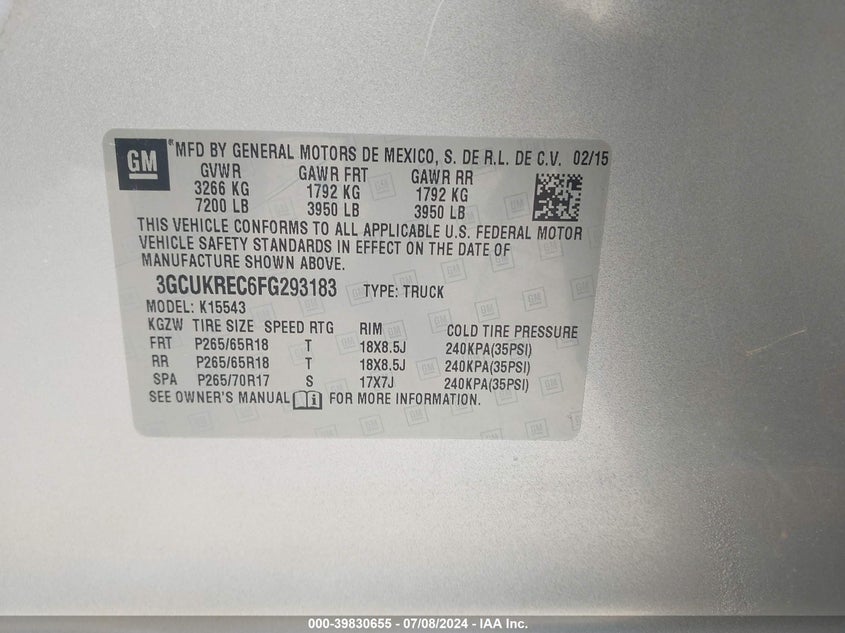 GM
® MFD BY GENERAL MOTORS DE MEXICO, S. DE R.L. DE C.V. 02/15
GVWR GAWR FRT GAWR RR
3266 KG 1792 KG 1792 KG
7200 LB 3950 LB 3950 LB
THIS VEHICLE CONFORMS TO ALL APPLICABLE U.S. FEDERAL MOTOR
VEHICLE SAFETY STANDARDS IN EFFECT ON THE DATE OF
MANUFACTURE SHOWN ABOVE.
3GCUKREC6FG293183 TYPE: TRUCK
MODEL: K15543
KGZW TIRE SIZE SPEED RTG RIM COLD TIRE PRESSURE
FRT P265/65R18 T 18X8.5J 240KPA(35PSI)
RR P265/65R18 T 18X8.5J 240KPA(35PSI)
SPA P265/70R17 S 17X7J 240KPA(35PSI)
SEE OWNER'S MANUAL i FOR MORE INFORMATION.
000-39830655 - 07/08/2024 - IAA Inc.